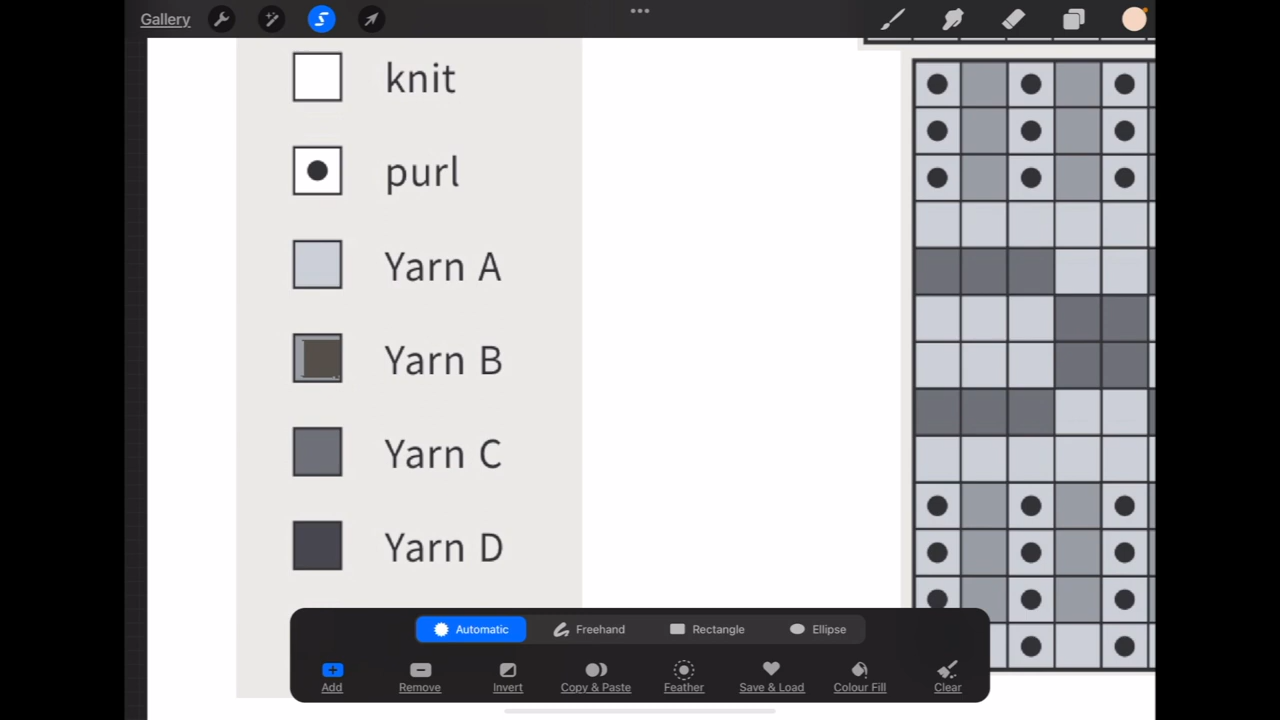 Gallery
knit
purl
Yarn A
Yarn B
Yarn C
Yarn D
Automatic Freehand Rectangle Ellipse
Add Remove Invert Copy & Paste Feather Save & Load Colour Fill Clear